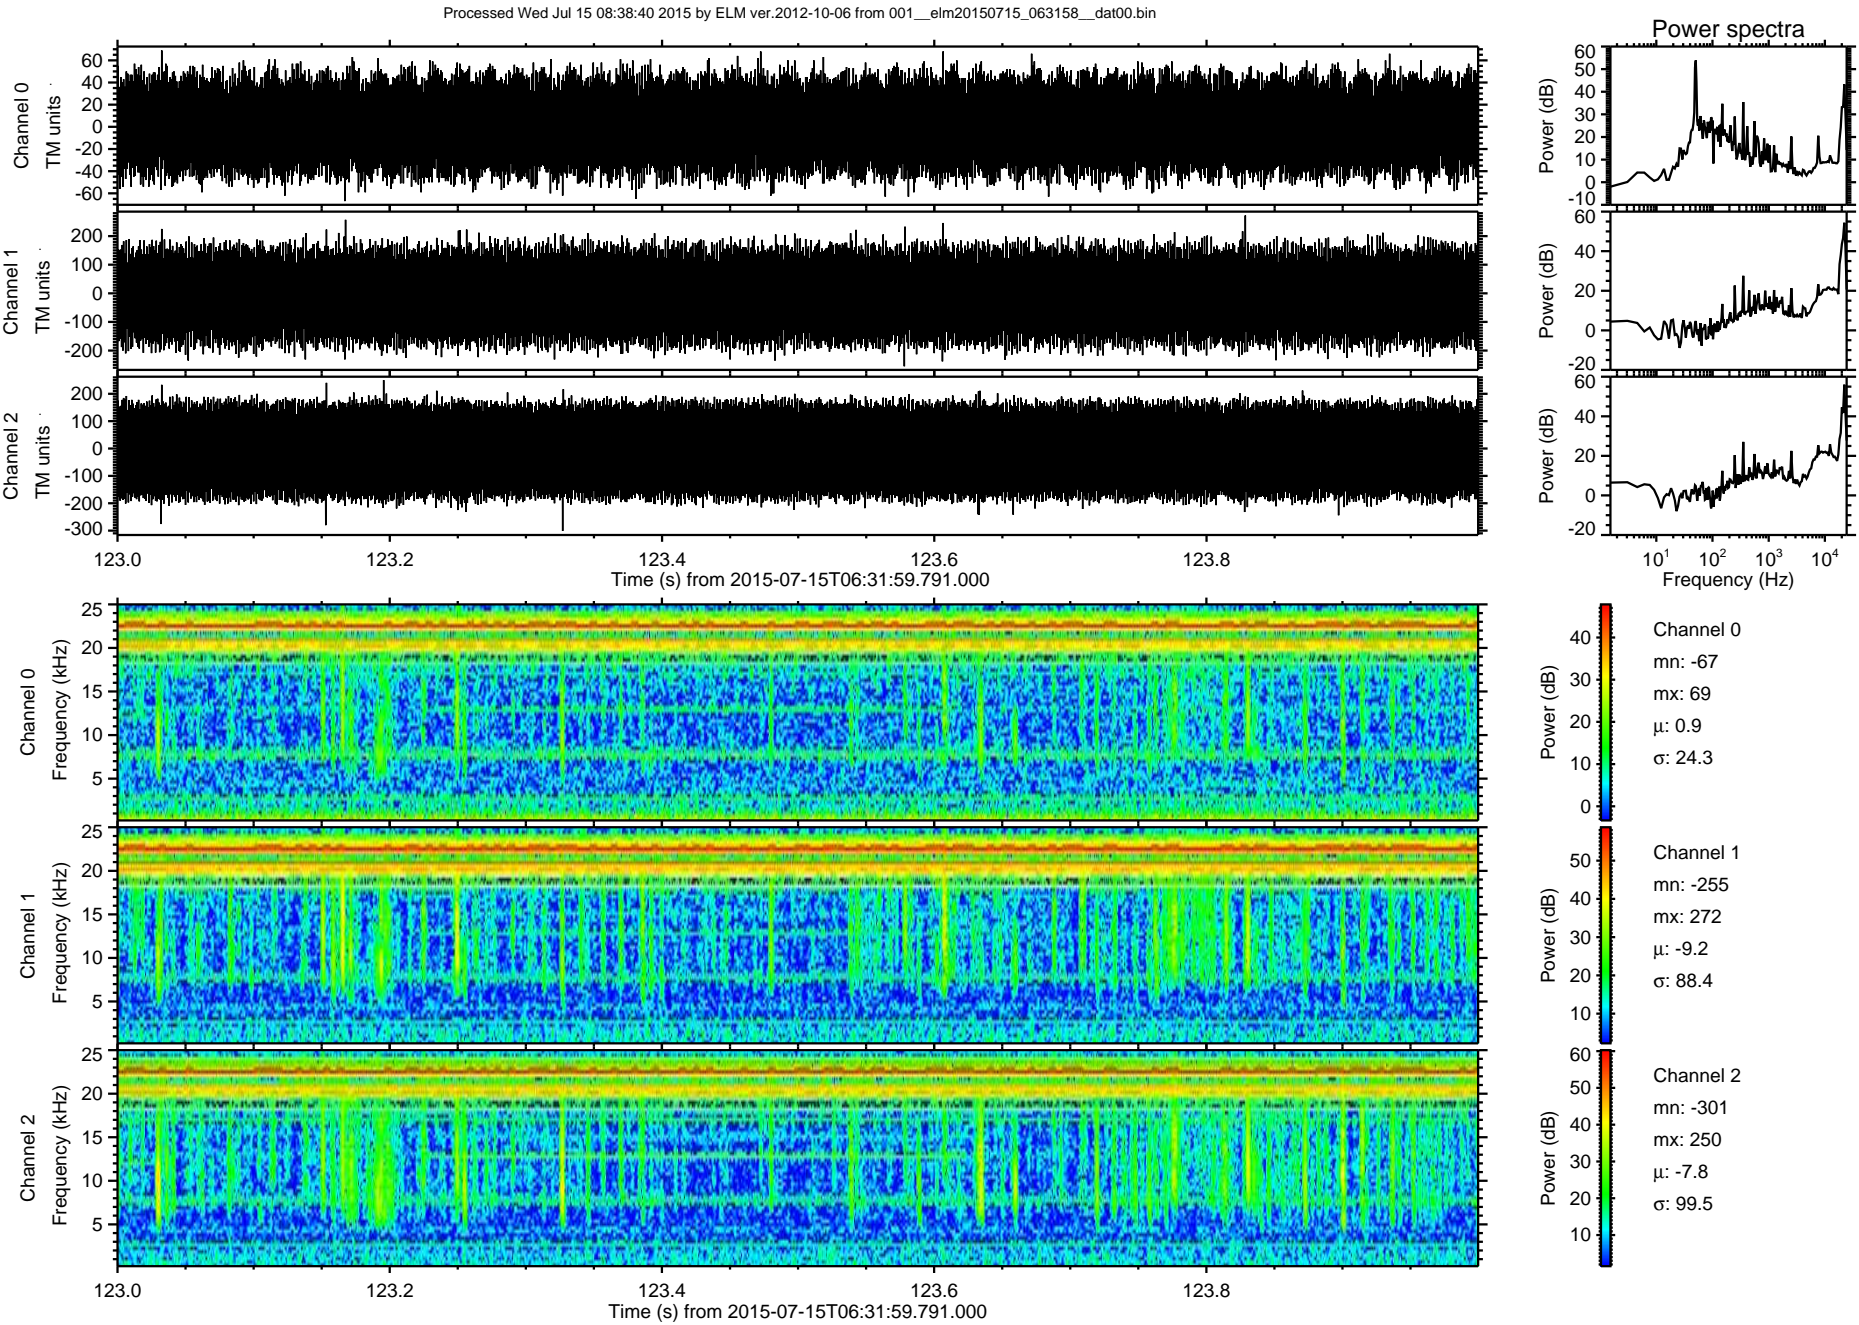 Processed Wed Jul 15 08:38:40 2015 by ELM ver.2012-10-06 from 001__elm20150715_063158__dat00.bin
Power spectra
Channel 0
TM units
60
40
20
0
-20
-40
-60
Power (dB)
60
50
40
30
20
10
0
-10
Channel 1
TM units
200
100
0
-100
-200
Power (dB)
60
40
20
0
-20
Channel 2
TM units
200
100
0
-100
-200
-300
Power (dB)
60
40
20
0
-20
123.0 123.2 123.4 123.6 123.8
Time (s) from 2015-07-15T06:31:59.791.000
10^1 10^2 10^3 10^4
Frequency (Hz)
Channel 0
Frequency (kHz)
25
20
15
10
5
Power (dB)
40
30
20
10
0
Channel 0
mn: -67
mx: 69
μ: 0.9
σ: 24.3
Channel 1
Frequency (kHz)
25
20
15
10
5
Power (dB)
50
40
30
20
10
Channel 1
mn: -255
mx: 272
μ: -9.2
σ: 88.4
Channel 2
Frequency (kHz)
25
20
15
10
5
Power (dB)
60
50
40
30
20
10
Channel 2
mn: -301
mx: 250
μ: -7.8
σ: 99.5
123.0 123.2 123.4 123.6 123.8
Time (s) from 2015-07-15T06:31:59.791.000